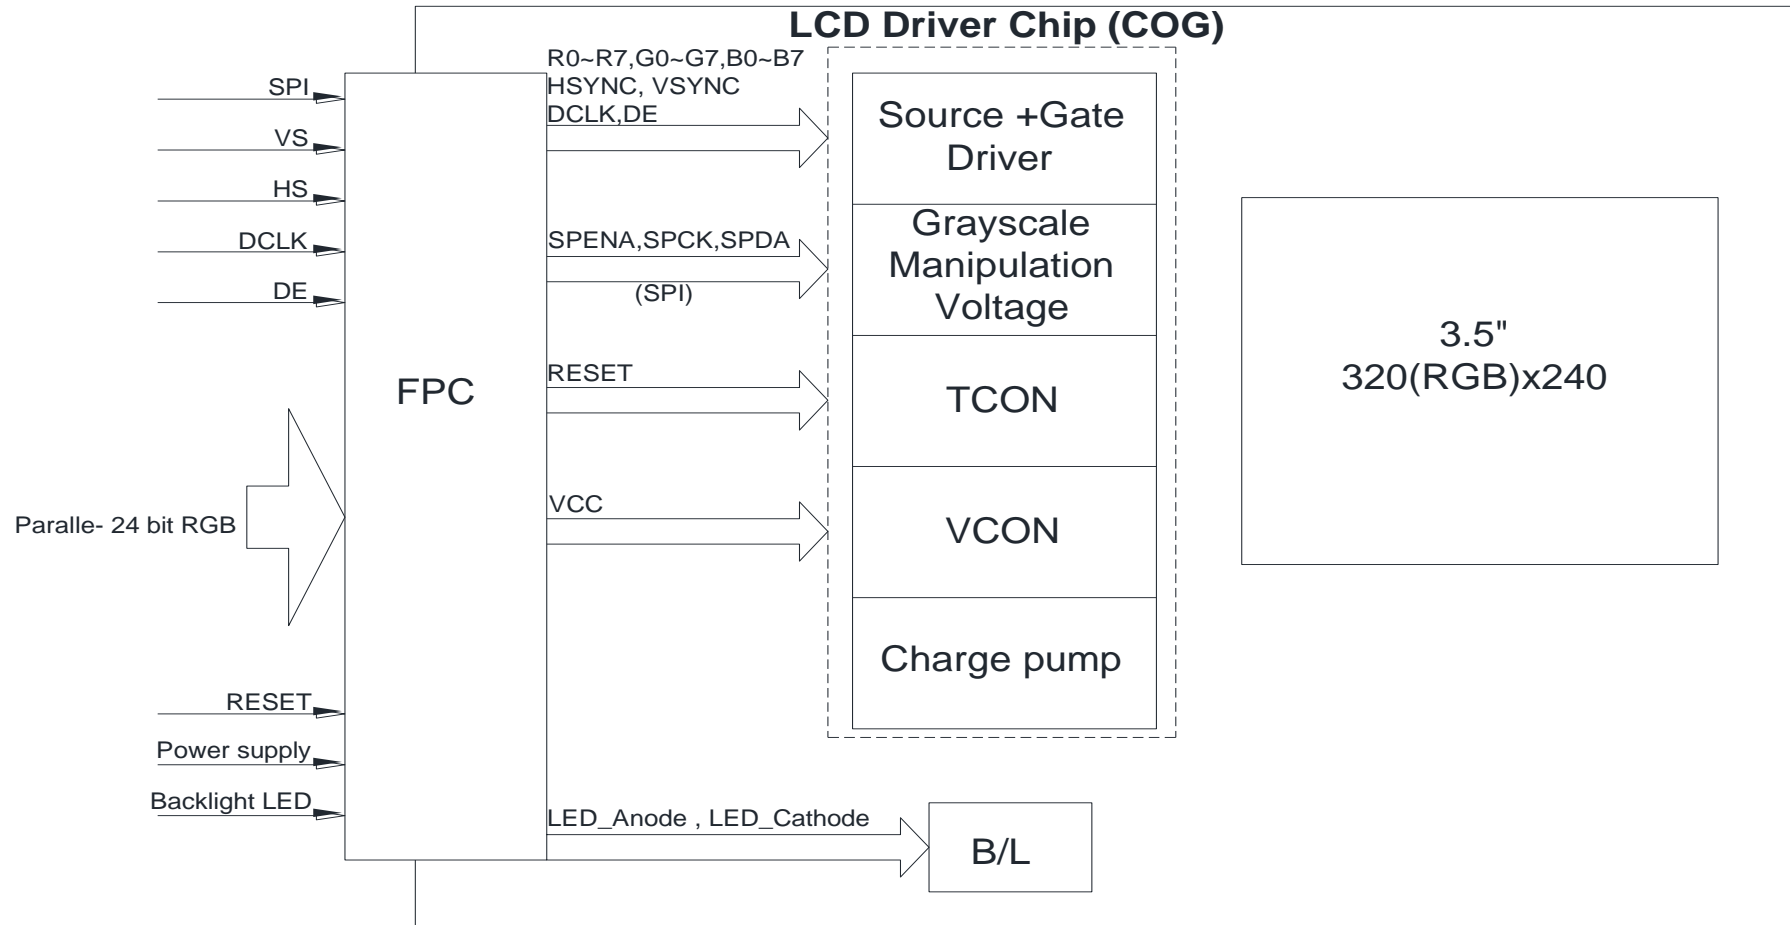 LCD Driver Chip (COG)
R0~R7,G0~G7,B0~B7
HSYNC, VSYNC
DCLK,DE
SPI
VS
HS
DCLK
DE
Paralle- 24 bit RGB
RESET
Power supply
Backlight LED
FPC
SPENA,SPCK,SPDA
(SPI)
RESET
VCC
LED_Anode , LED_Cathode
Source +Gate
Driver
Grayscale
Manipulation
Voltage
TCON
VCON
Charge pump
B/L
3.5"
320(RGB)x240